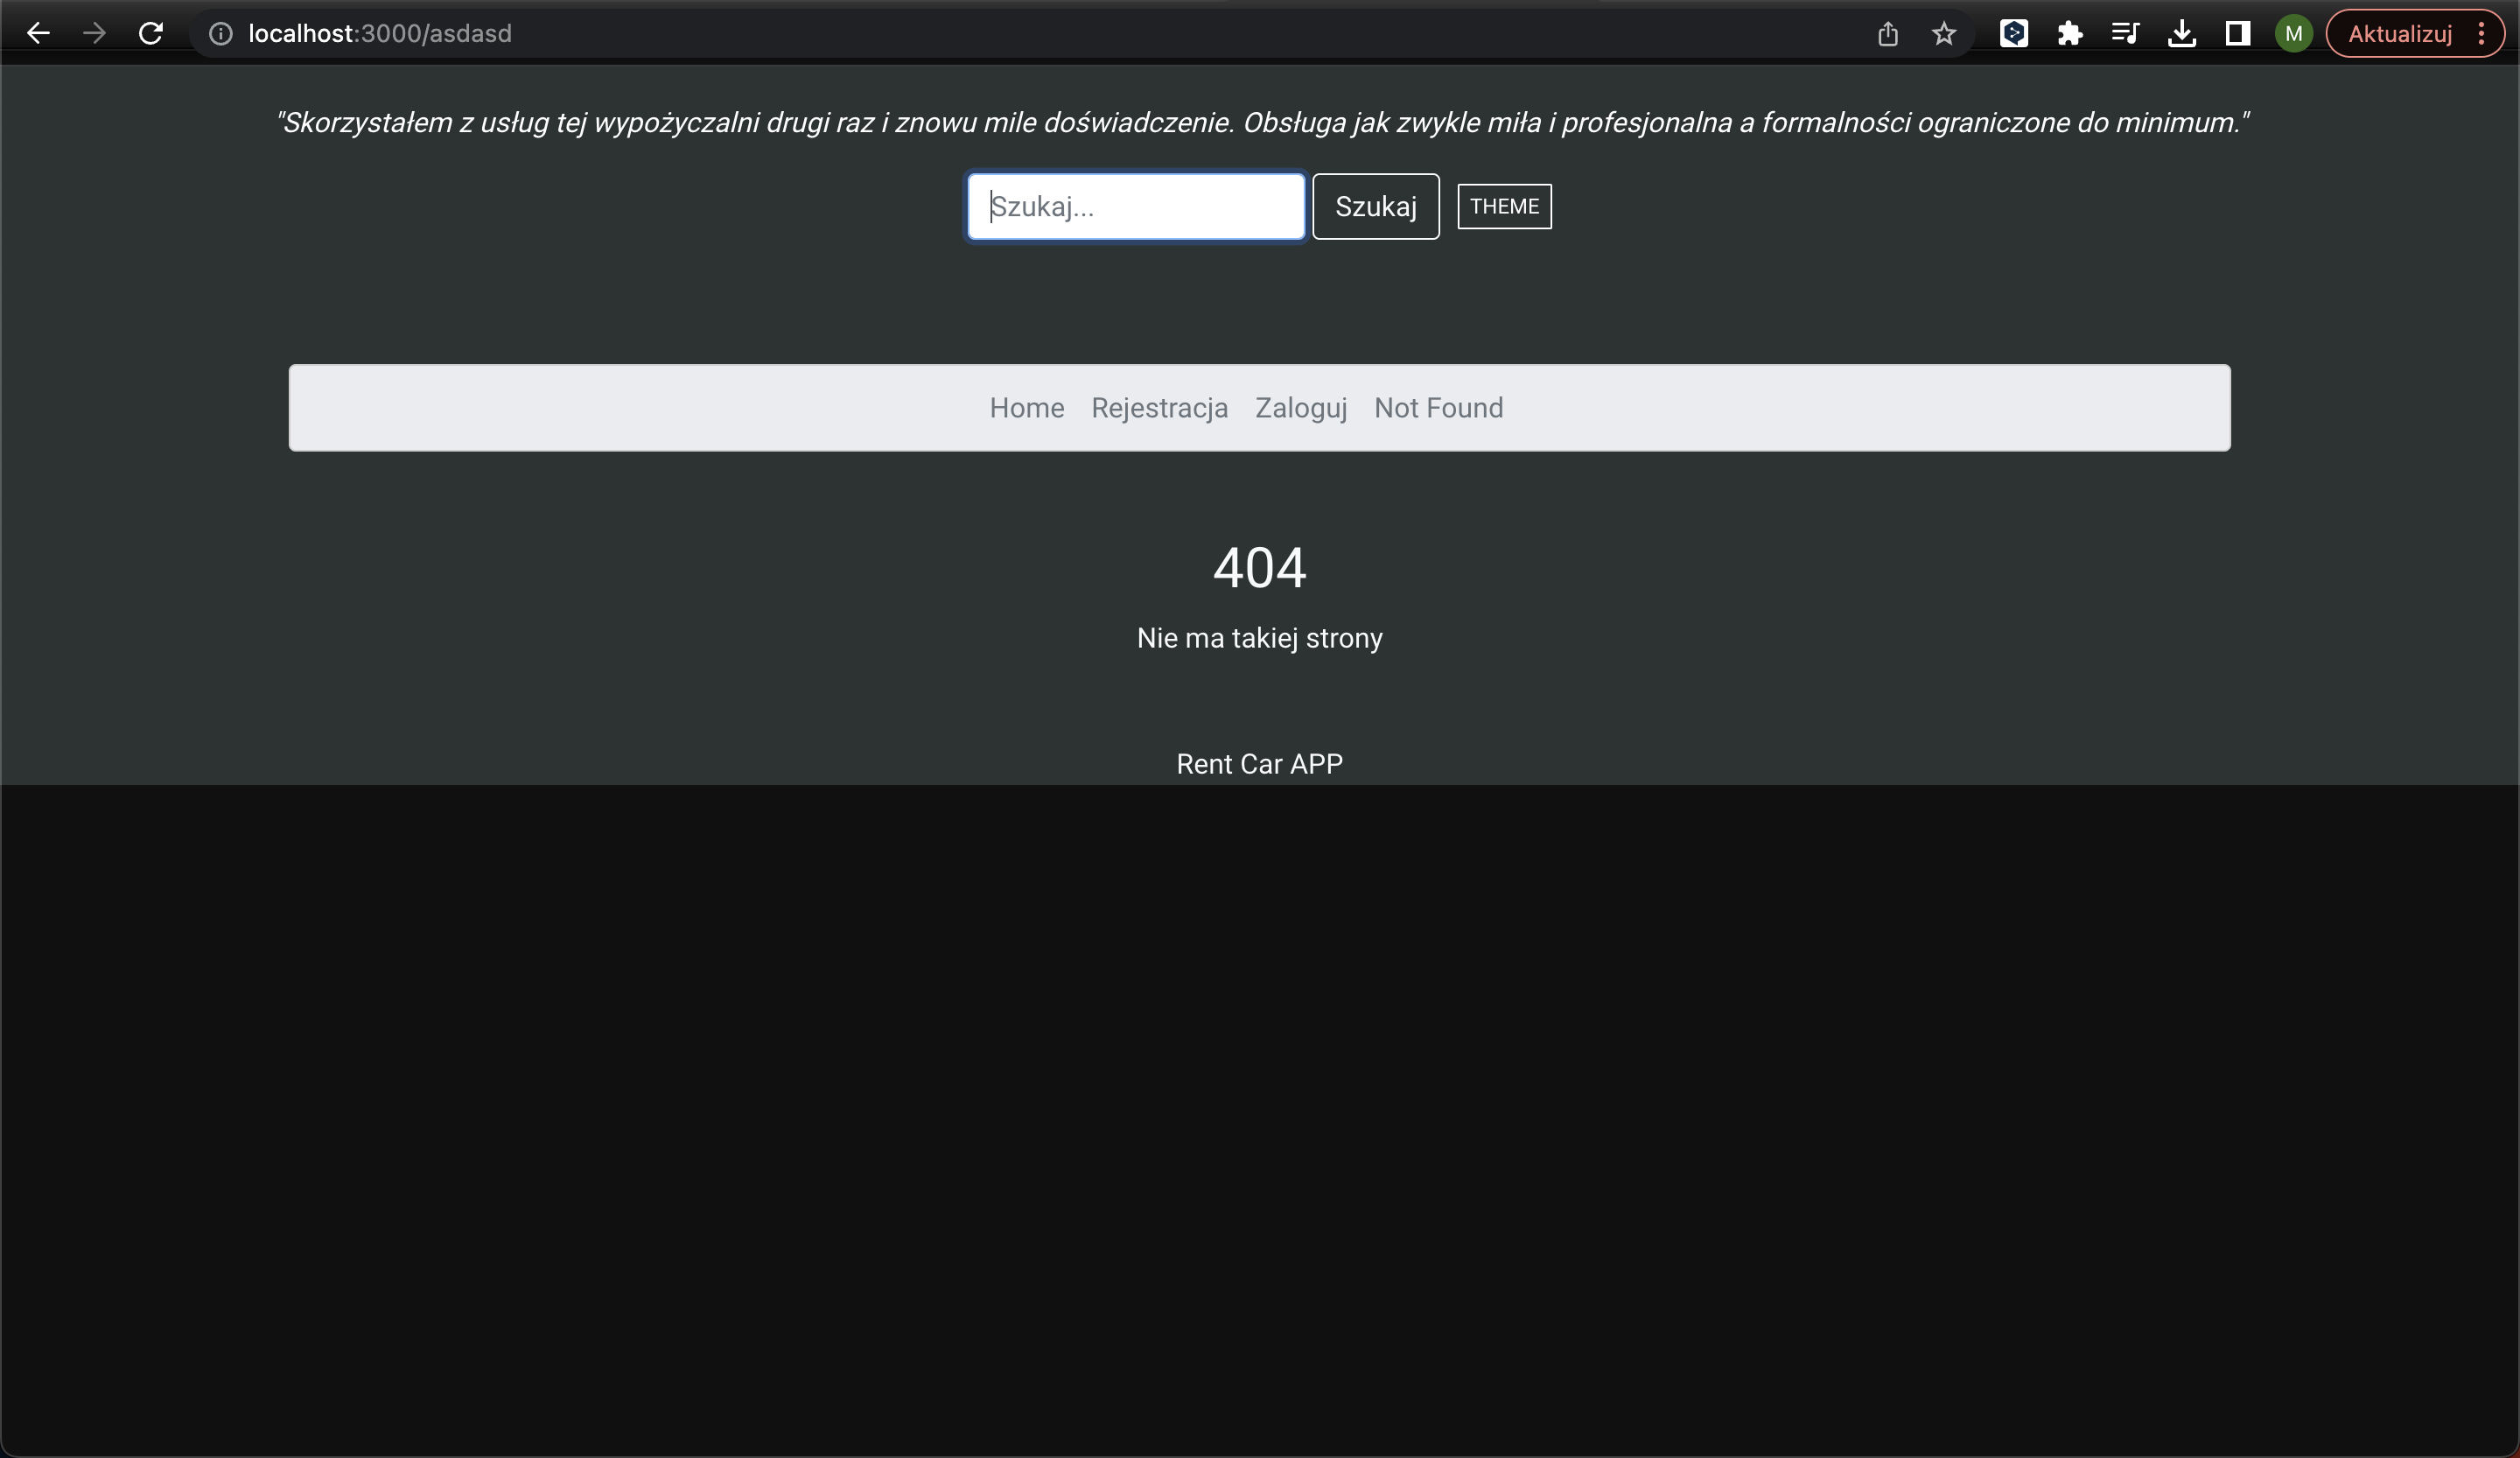 localhost:3000/asdasd
M
Aktualizuj
"Skorzystałem z usług tej wypożyczalni drugi raz i znowu mile doświadczenie. Obsługa jak zwykle miła i profesjonalna a formalności ograniczone do minimum."
Szukaj...
Szukaj
THEME
Home Rejestracja Zaloguj Not Found
404
Nie ma takiej strony
Rent Car APP